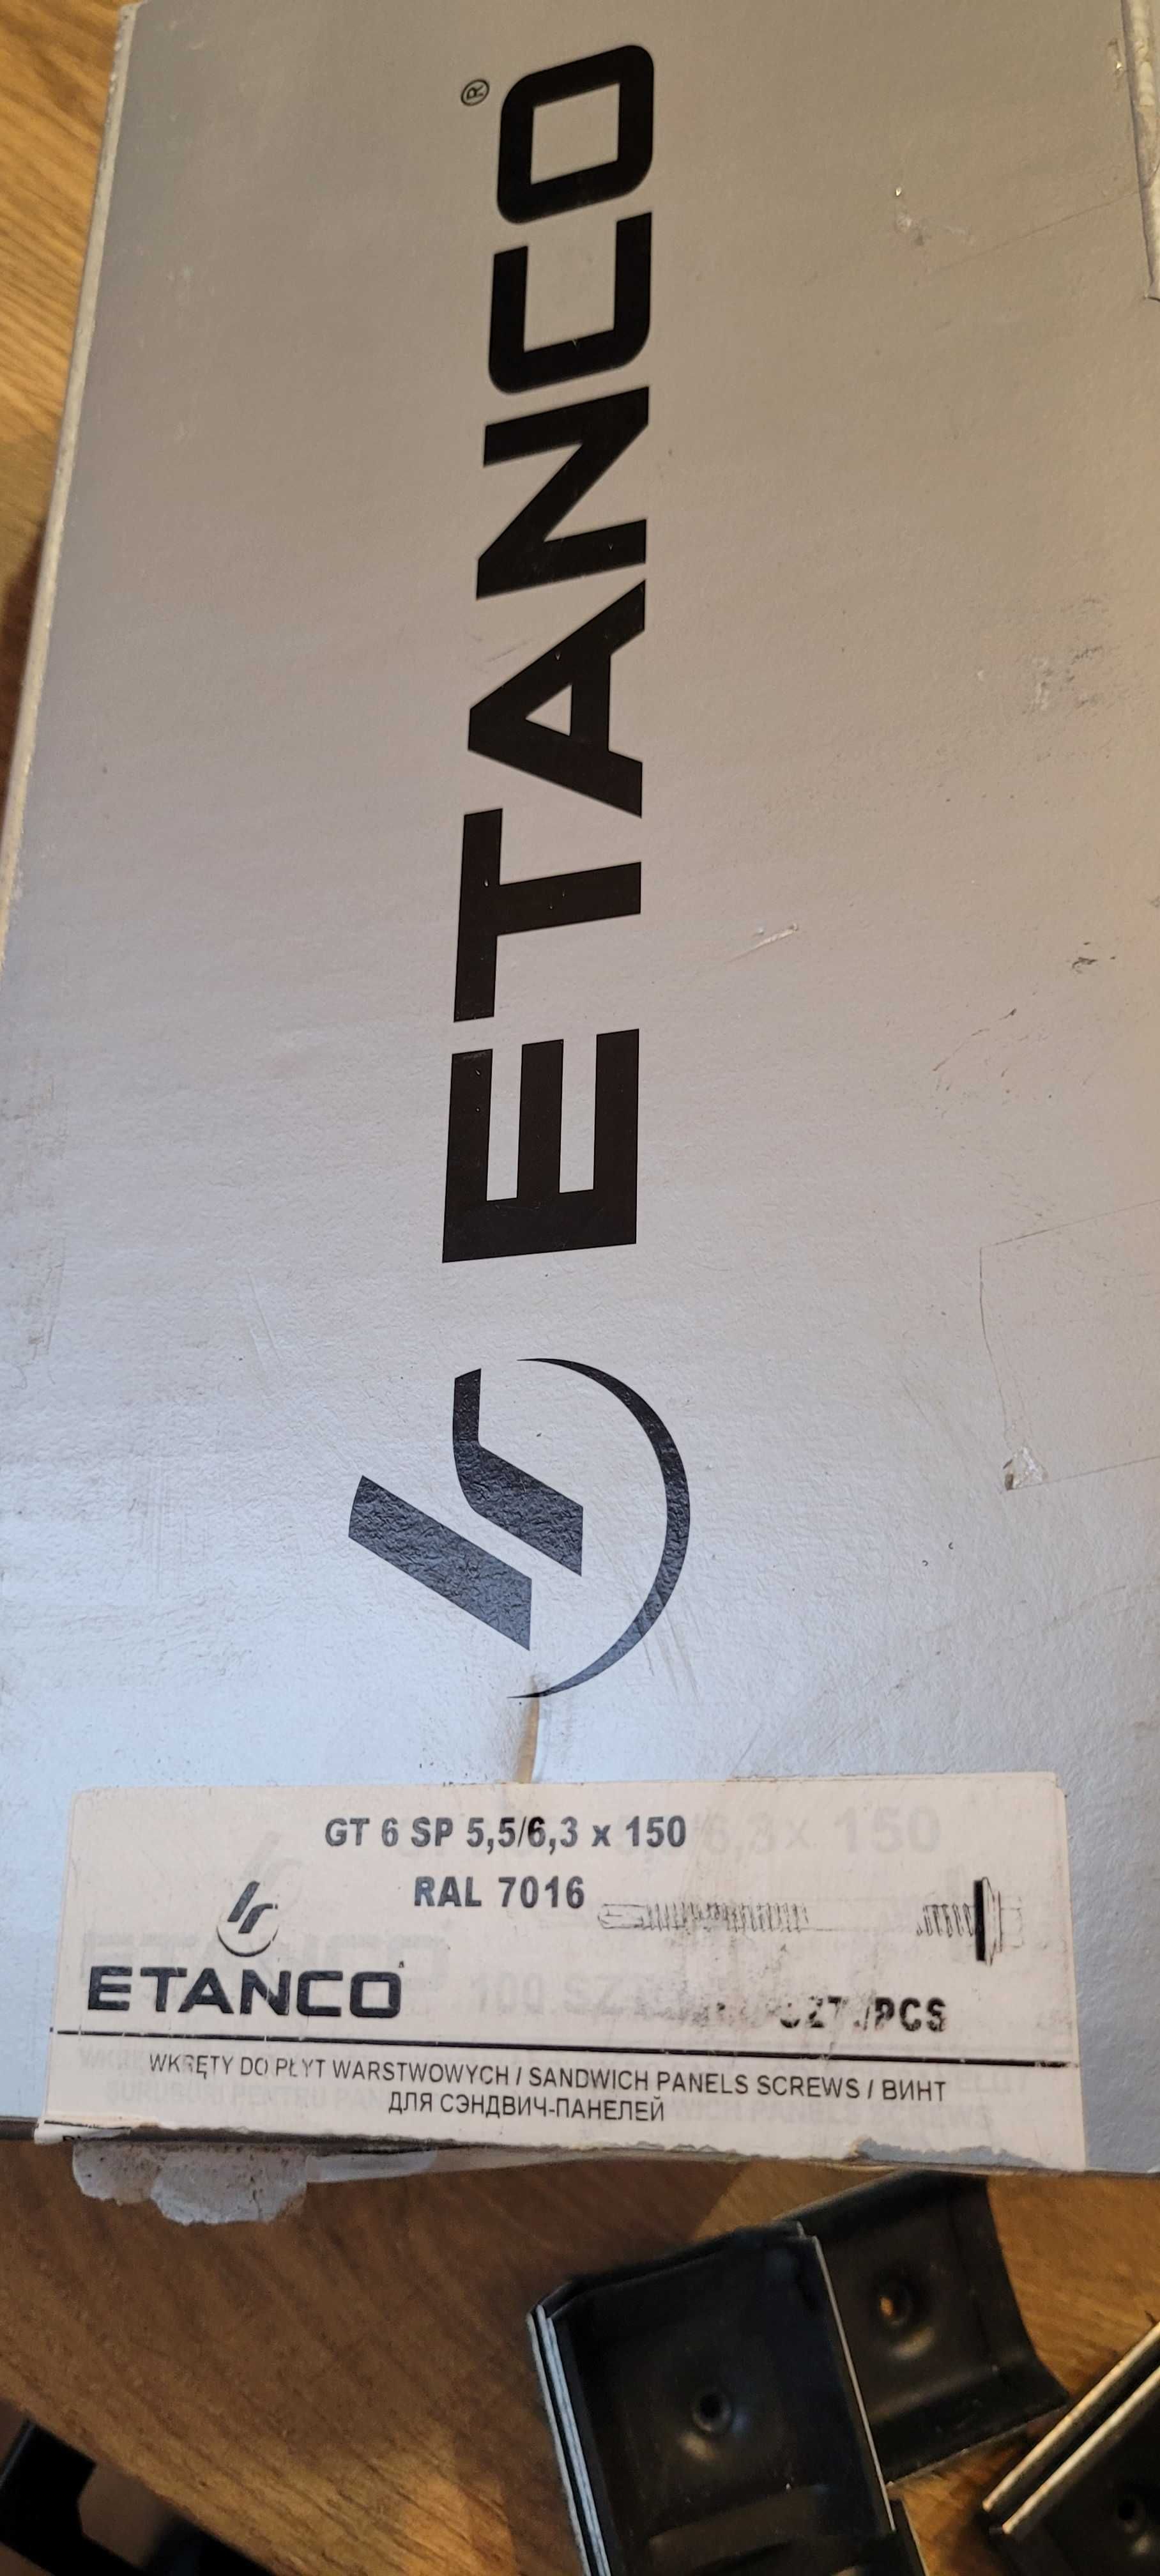 ETANCO®
GT 6 SP 5,5/6,3 x 150
RAL 7016
ETANCO
/PCS
WKRĘTY DO PŁYT WARSTWOWYCH / SANDWICH PANELS SCREWS / ВИНТ
ДЛЯ СЭНДВИЧ-ПАНЕЛЕЙ